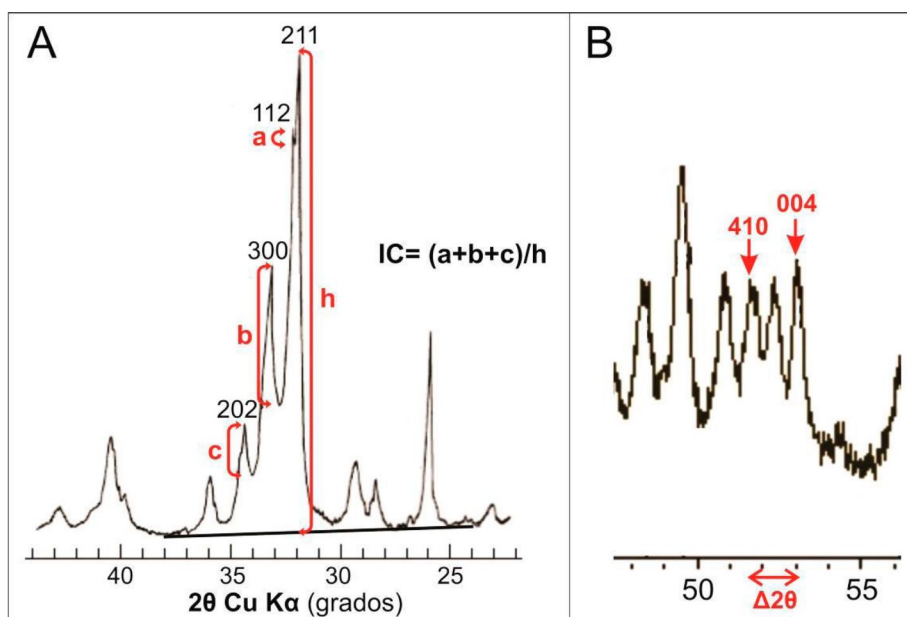 A
211
112
a
300
IC= (a+b+c)/h
h
b
202
c
40
35
30
25
2θ Cu Kα (grados)
B
004
410
50
55
Δ2θ